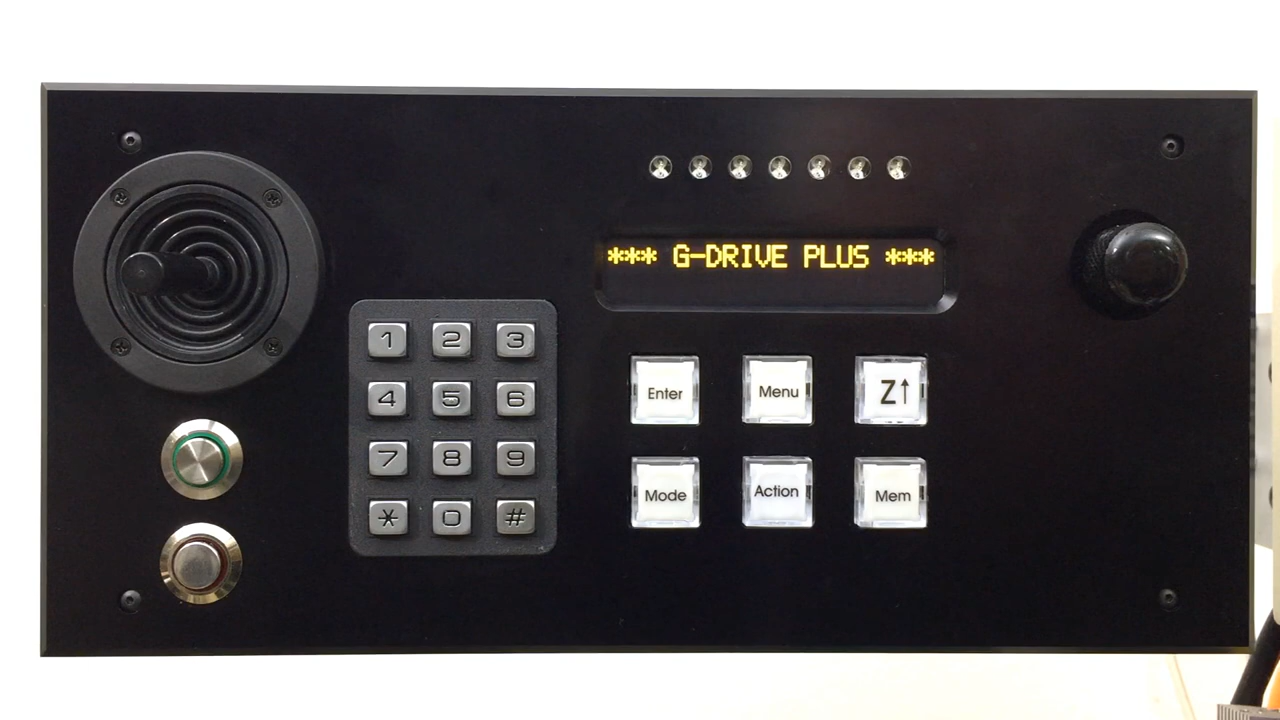 *** G-DRIVE PLUS ***
1 2 3
4 5 6
7 8 9
* 0 #
Enter Menu Z↑
Mode Action Mem